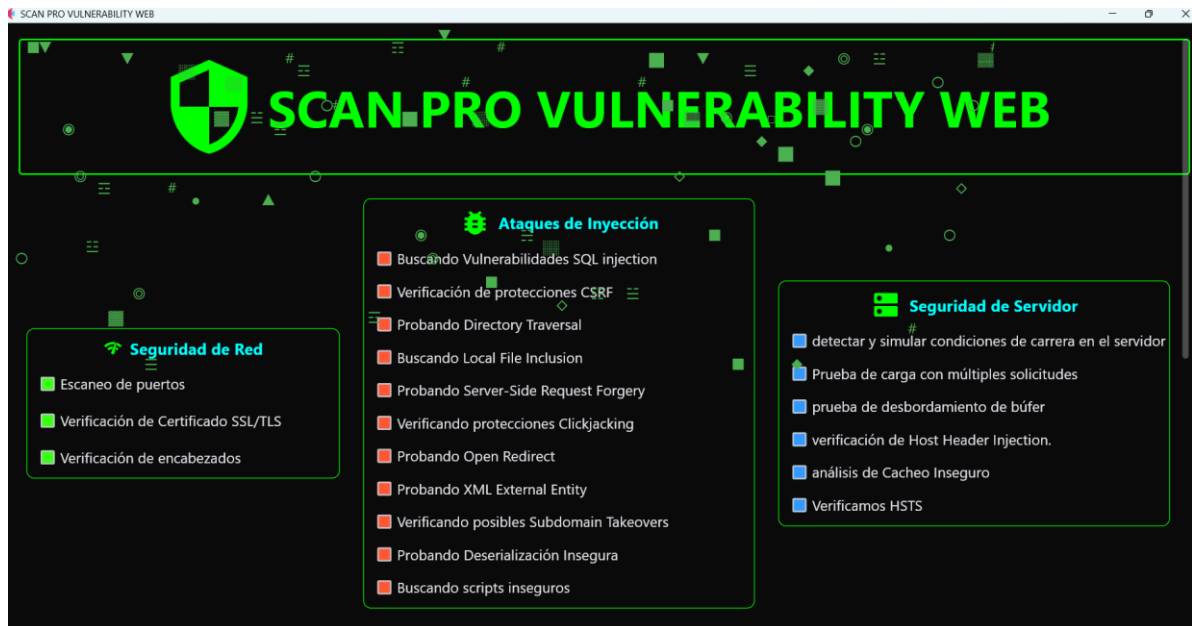 SCAN PRO VULNERABILITY WEB
SCAN PRO VULNERABILITY WEB
Seguridad de Red
Escaneo de puertos
Verificación de Certificado SSL/TLS
Verificación de encabezados
Ataques de Inyección
Buscando Vulnerabilidades SQL injection
Verificación de protecciones CSRF
Probando Directory Traversal
Buscando Local File Inclusion
Probando Server-Side Request Forgery
Verificando protecciones Clickjacking
Probando Open Redirect
Probando XML External Entity
Verificando posibles Subdomain Takeovers
Probando Deserialización Insegura
Buscando scripts inseguros
Seguridad de Servidor
detectar y simular condiciones de carrera en el servidor
Prueba de carga con múltiples solicitudes
prueba de desbordamiento de búfer
verificación de Host Header Injection.
análisis de Cacheo Inseguro
Verificamos HSTS